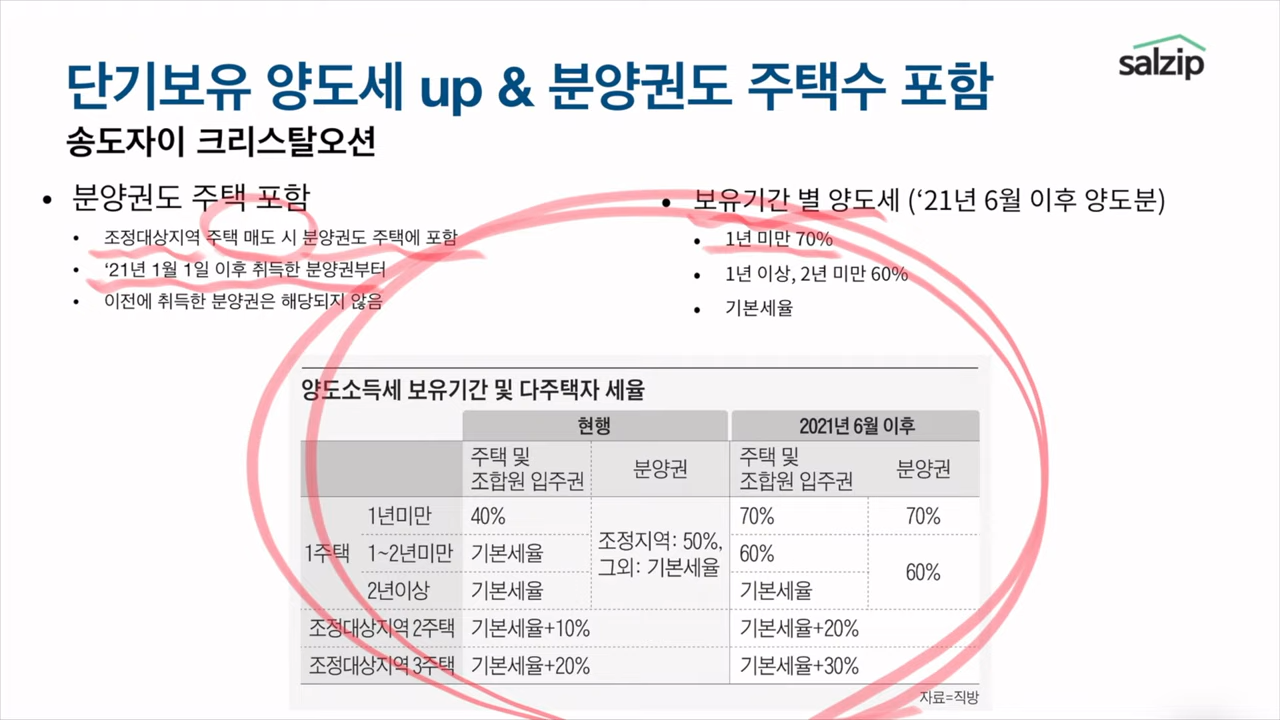 salzip
단기보유 양도세 up & 분양권도 주택수 포함
송도자이 크리스탈오션
• 분양권도 주택 포함
• 조정대상지역 주택 매도 시 분양권도 주택에 포함
• ‘21년 1월 1일 이후 취득한 분양권부터
• 이전에 취득한 분양권은 해당되지 않음
• 보유기간 별 양도세 (‘21년 6월 이후 양도분)
• 1년 미만 70%
• 1년 이상, 2년 미만 60%
• 기본세율
양도소득세 보유기간 및 다주택자 세율
현행 2021년 6월 이후
주택 및 조합원 입주권 분양권 주택 및 조합원 입주권 분양권
1주택 1년미만 40% 조정지역: 50%, 그외: 기본세율 70% 70%
1~2년미만 기본세율 60% 60%
2년이상 기본세율 기본세율
조정대상지역 2주택 기본세율+10% 기본세율+20%
조정대상지역 3주택 기본세율+20% 기본세율+30%
자료=직방